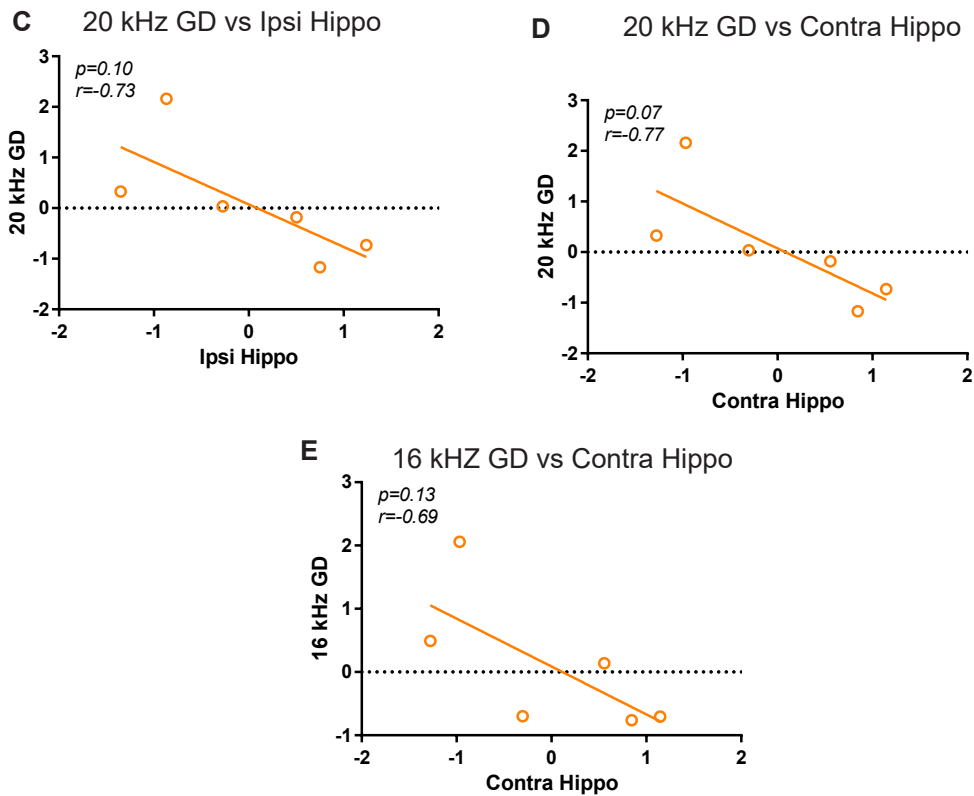 C
20 kHz GD vs Ipsi Hippo
p=0.10
r=-0.73
3
2
1
0
-1
-2
20 kHz GD
-2
-1
0
1
2
Ipsi Hippo
D
20 kHz GD vs Contra Hippo
p=0.07
r=-0.77
3
2
1
0
-1
-2
20 kHz GD
-2
-1
0
1
2
Contra Hippo
E
16 kHZ GD vs Contra Hippo
p=0.13
r=-0.69
3
2
1
0
-1
16 kHz GD
-2
-1
0
1
2
Contra Hippo